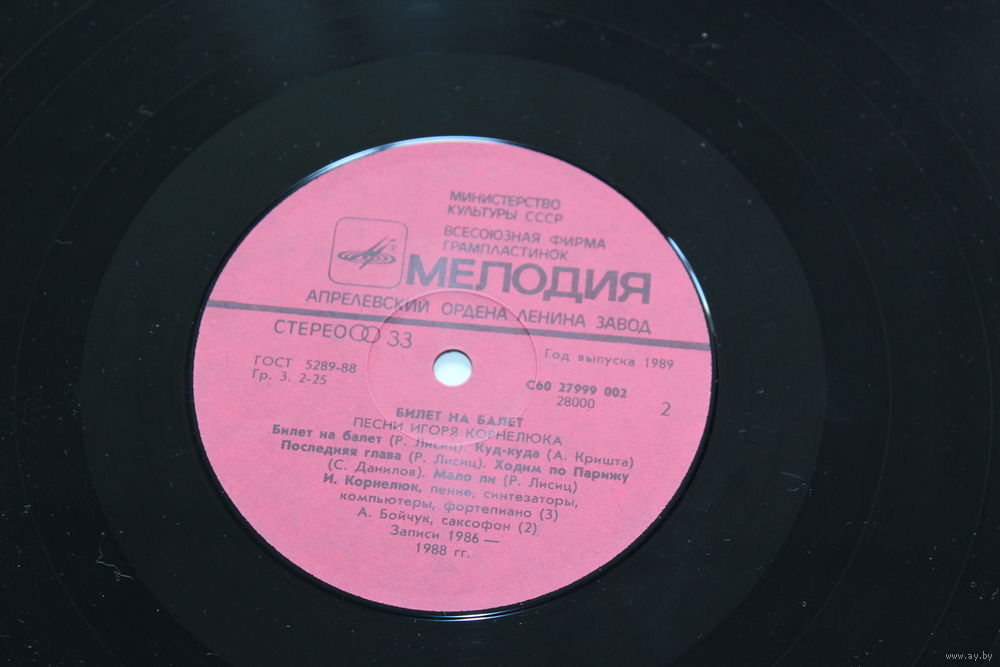 МИНИСТЕРСТВО
КУЛЬТУРЫ СССР
ВСЕСОЮЗНАЯ ФИРМА
ГРАМПЛАСТИНОК
МЕЛОДИЯ
АПРЕЛЕВСКИЙ ОРДЕНА ЛЕНИНА ЗАВОД
СТЕРЕО 33
Год выпуска 1989
ГОСТ 5289-88
Гр. 3. 2-25
С60 27999 002
28000
2
БИЛЕТ НА БАЛЕТ
ПЕСНИ ИГОРЯ КОРНЕЛЮКА
Билет на балет (Р. Лисиц). Куд-куда (А. Кришта)
Последняя глава (Р. Лисиц). Ходим по Парижу
(С. Данилов). Мало ли (Р. Лисиц)
И. Корнелюк, пение, синтезаторы,
компьютеры, фортепиано (3)
А. Бойчук, саксофон (2)
Записи 1986 —
1988 гг.
www.ay.by